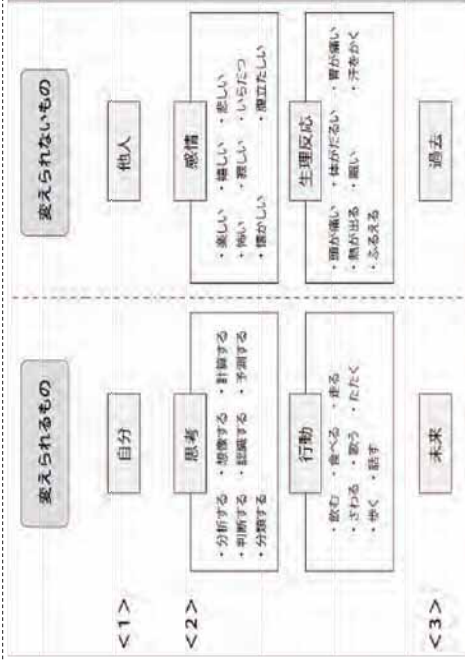 変えられるもの
変えられないもの
<1>
自分
他人
<2>
思考
・分析する ・想像する ・計算する
・判断する ・認識する ・予測する
・分類する
感情
・楽しい ・嬉しい ・悲しい
・怖い ・寂しい ・いらだつ
・懐かしい ・腹立たしい
行動
・飲む ・食べる ・走る
・さわる ・歌う ・たたく
・歩く ・話す
生理反応
・頭が痛い ・体がだるい ・胃が痛い
・熱が出る ・眠い ・汗をかく
・ふるえる
<3>
未来
過去